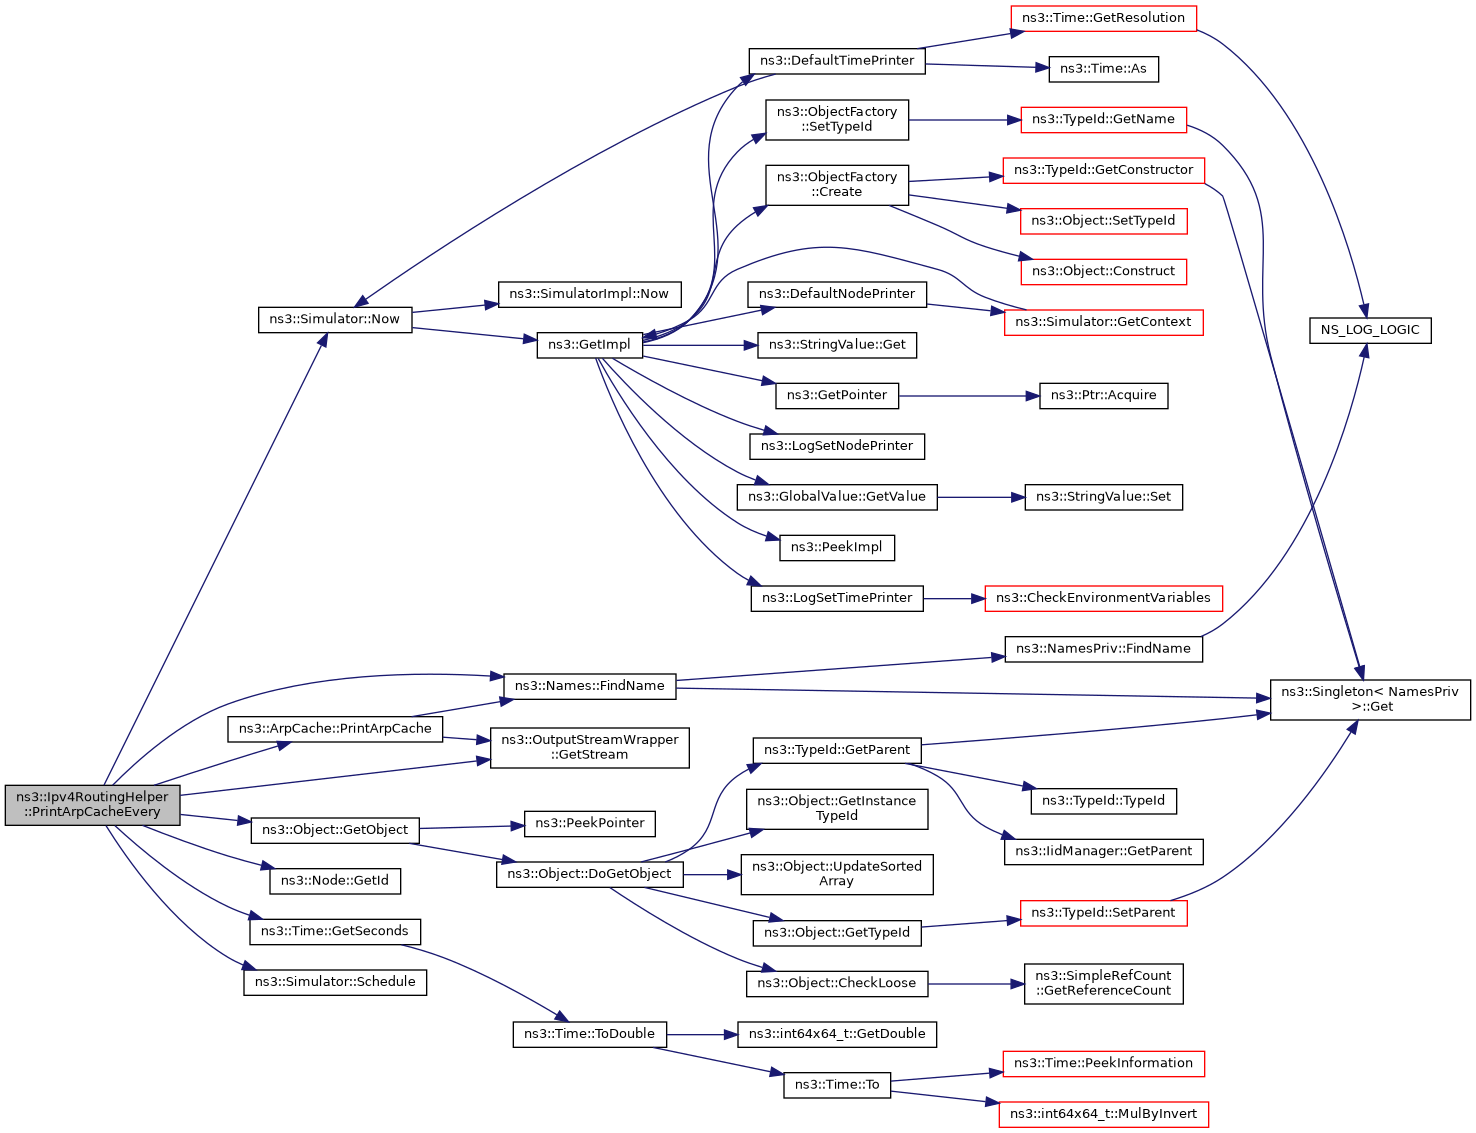 ns3::Time::GetResolution
ns3::DefaultTimePrinter
ns3::Time::As
ns3::ObjectFactory
::SetTypeId
ns3::TypeId::GetName
ns3::ObjectFactory
::Create
ns3::TypeId::GetConstructor
ns3::Object::SetTypeId
ns3::Object::Construct
ns3::SimulatorImpl::Now
ns3::DefaultNodePrinter
ns3::Simulator::Now
ns3::Simulator::GetContext
NS_LOG_LOGIC
ns3::GetImpl
ns3::StringValue::Get
ns3::GetPointer
ns3::Ptr::Acquire
ns3::LogSetNodePrinter
ns3::GlobalValue::GetValue
ns3::StringValue::Set
ns3::PeekImpl
ns3::LogSetTimePrinter
ns3::CheckEnvironmentVariables
ns3::NamesPriv::FindName
ns3::Names::FindName
ns3::Singleton< NamesPriv
>::Get
ns3::ArpCache::PrintArpCache
ns3::OutputStreamWrapper
::GetStream
ns3::TypeId::GetParent
ns3::Ipv4RoutingHelper
::PrintArpCacheEvery
ns3::Object::GetInstance
TypeId
ns3::TypeId::TypeId
ns3::Object::GetObject
ns3::PeekPointer
ns3::IidManager::GetParent
ns3::Object::DoGetObject
ns3::Object::UpdateSorted
Array
ns3::Node::GetId
ns3::TypeId::SetParent
ns3::Time::GetSeconds
ns3::Object::GetTypeId
ns3::Simulator::Schedule
ns3::Object::CheckLoose
ns3::SimpleRefCount
::GetReferenceCount
ns3::Time::ToDouble
ns3::int64x64_t::GetDouble
ns3::Time::PeekInformation
ns3::Time::To
ns3::int64x64_t::MulByInvert